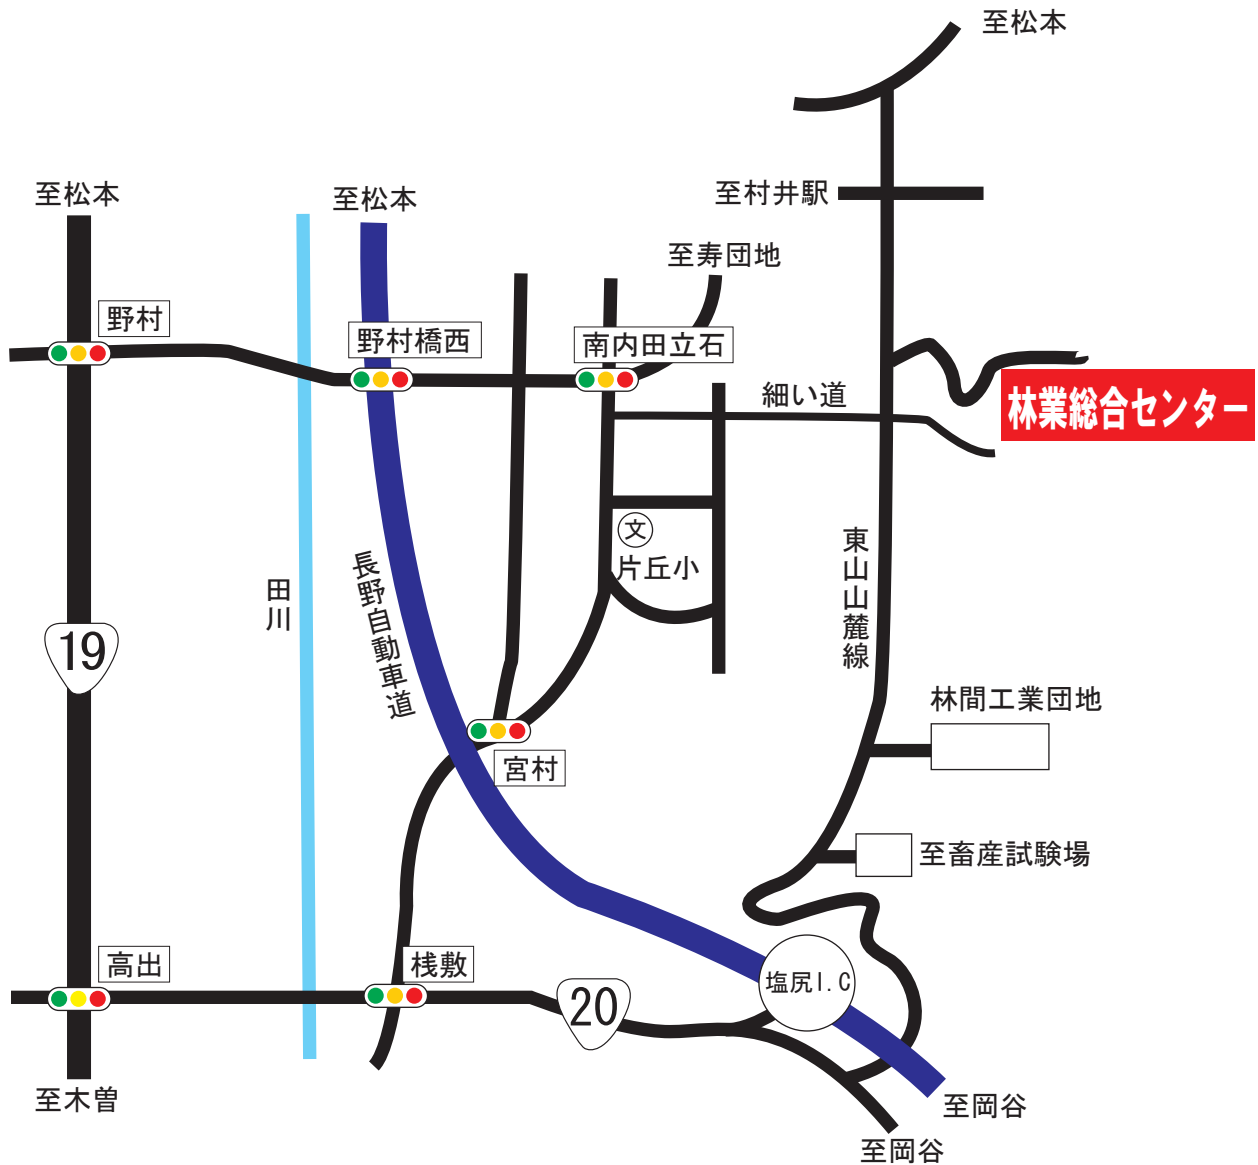 至松本
至松本
至松本
至村井駅
至寿団地
野村
野村橋西
南内田立石
細い道
林業総合センター
文
片丘小
東山山麓線
田川
長野自動車道
19
林間工業団地
宮村
至畜産試験場
高出
桟敷
塩尻I.C
20
至木曽
至岡谷
至岡谷